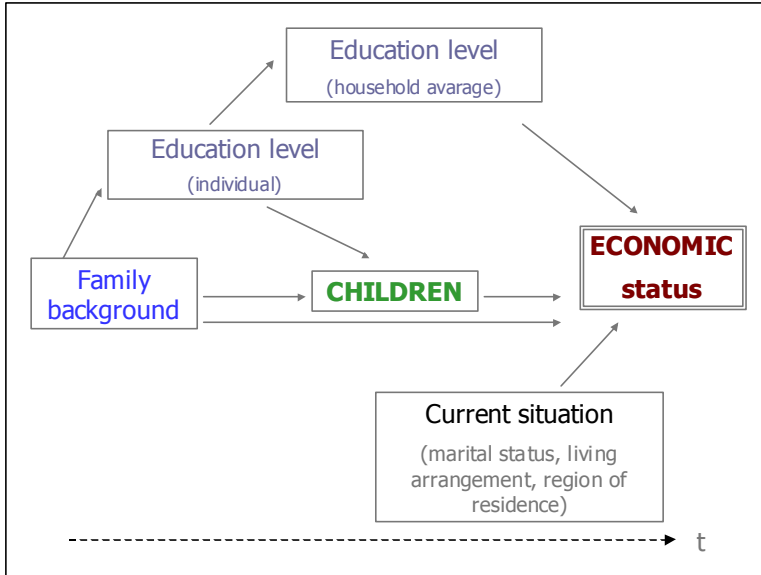 Education level
(household avarage)
Education level
(individual)
Family
background
CHILDREN
ECONOMIC
status
Current situation
(marital status, living
arrangement, region of
residence)
t